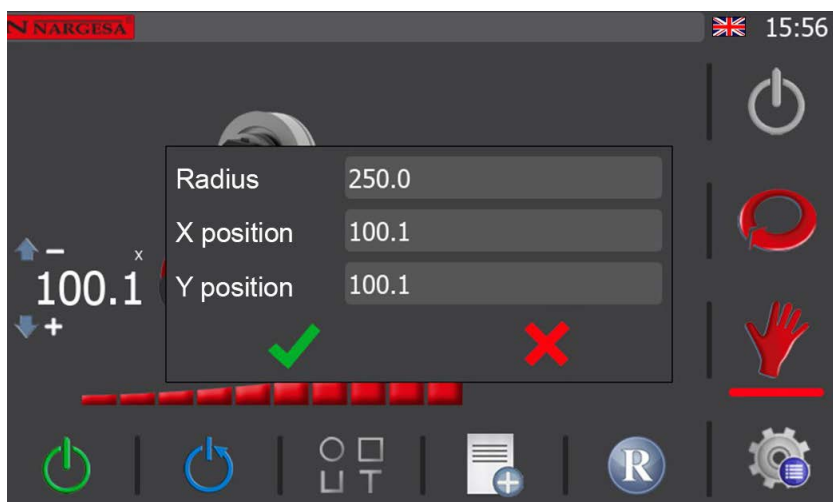 NARGESA
15:56
Radius 250.0
X position 100.1
Y position 100.1
x
100.1
R